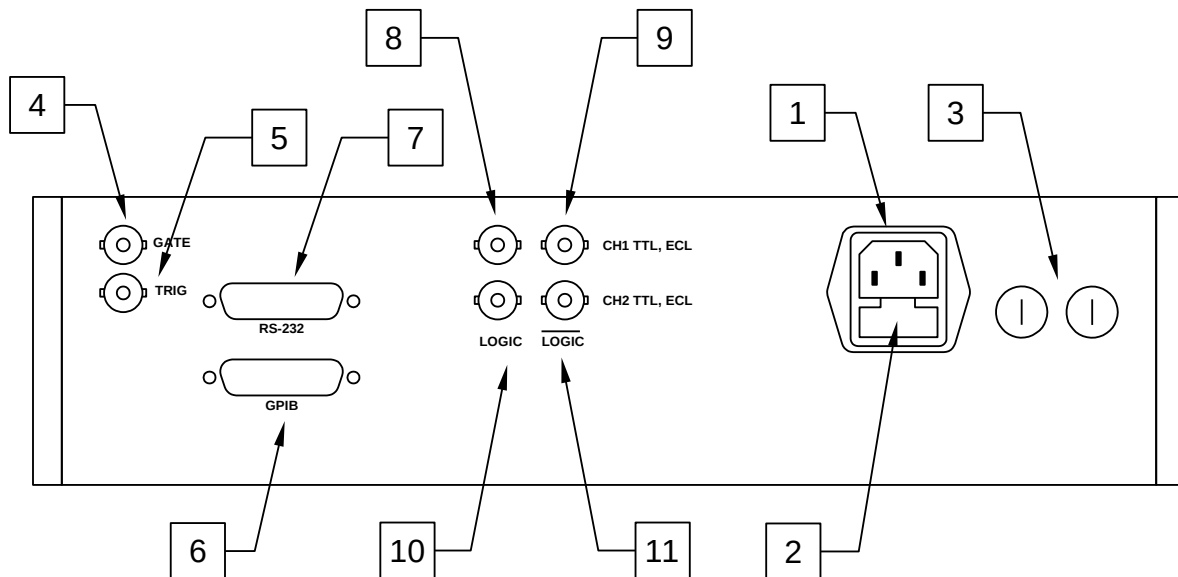 8
9
4
1
3
5
7
GATE
CH1 TTL, ECL
TRIG
CH2 TTL, ECL
RS-232
LOGIC
L̅O̅G̅I̅C̅
GPIB
6
10
11
2